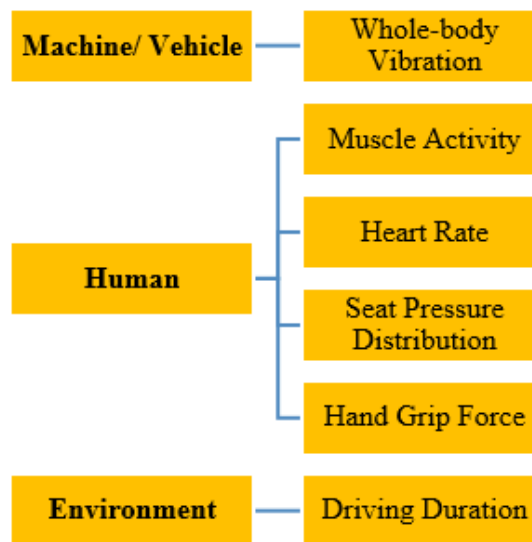 Machine/ Vehicle
Whole-body
Vibration
Human
Muscle Activity
Heart Rate
Seat Pressure
Distribution
Hand Grip Force
Environment
Driving Duration